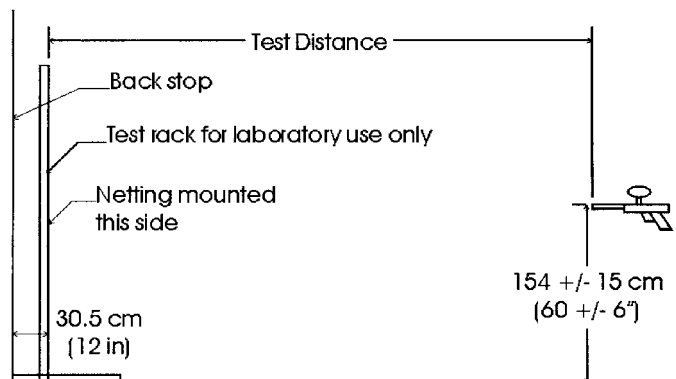 Test Distance
Back stop
Test rack for laboratory use only
Netting mounted
this side
154 +/- 15 cm
(60 +/- 6")
30.5 cm
(12 in)